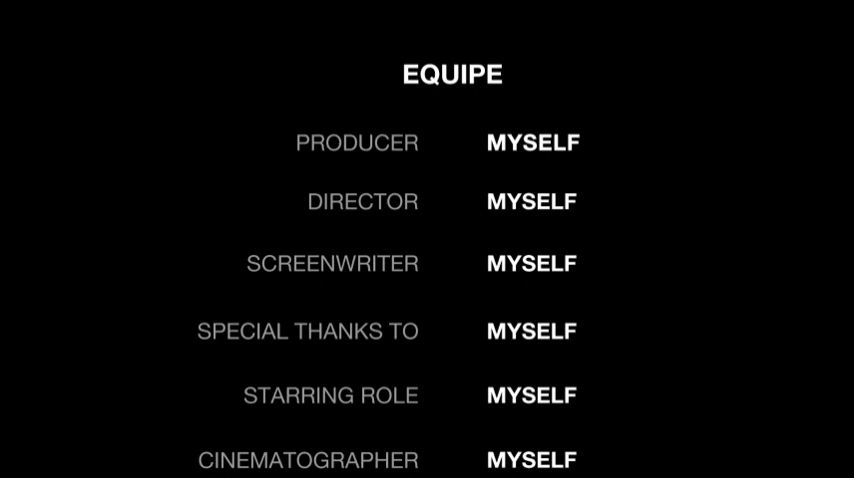 EQUIPE
PRODUCER MYSELF
DIRECTOR MYSELF
SCREENWRITER MYSELF
SPECIAL THANKS TO MYSELF
STARRING ROLE MYSELF
CINEMATOGRAPHER MYSELF